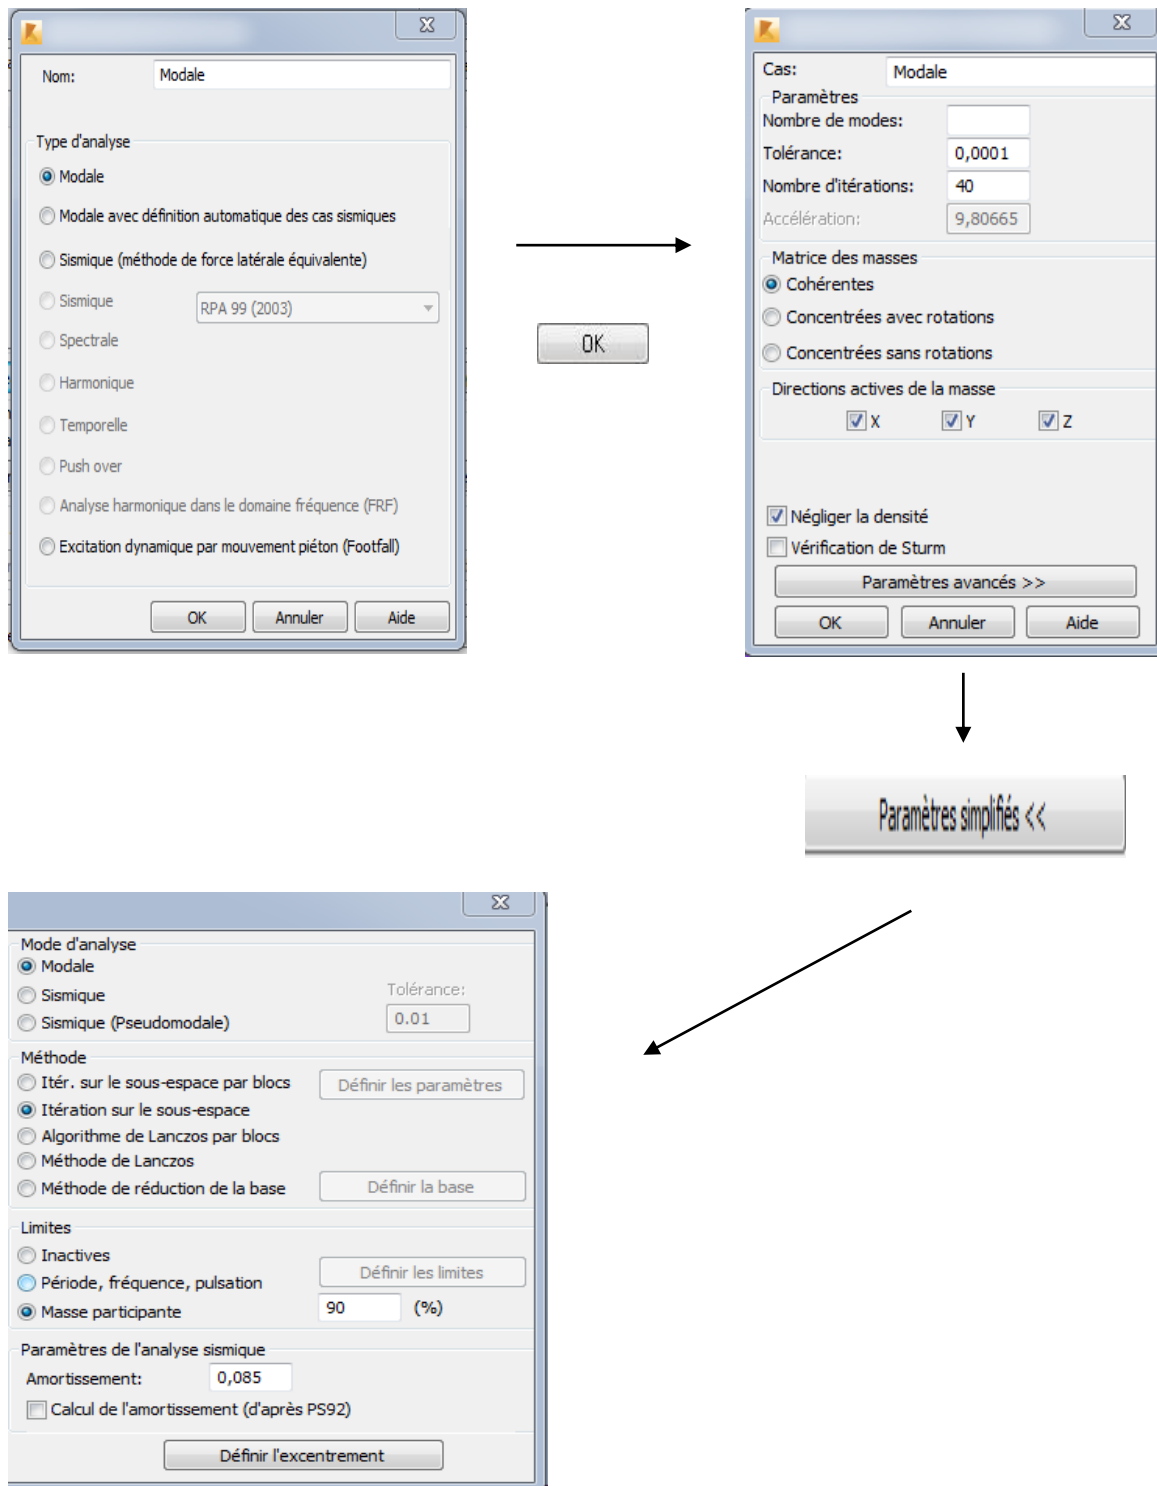 Nom: Modale
Type d'analyse
Modale
Modale avec définition automatique des cas sismiques
Sismique (méthode de force latérale équivalente)
Sismique RPA 99 (2003)
Spectrale
Harmonique
Temporelle
Push over
Analyse harmonique dans le domaine fréquence (FRF)
Excitation dynamique par mouvement piéton (Footfall)
OK Annuler Aide
OK
Cas: Modale
Paramètres
Nombre de modes:
Tolérance: 0,0001
Nombre d'itérations: 40
Accélération: 9,80665
Matrice des masses
Cohérentes
Concentrées avec rotations
Concentrées sans rotations
Directions actives de la masse
X Y Z
Négliger la densité
Vérification de Sturm
Paramètres avancés >>
OK Annuler Aide
Paramètres simplifiés <<
Mode d'analyse
Modale
Sismique Tolérance:
Sismique (Pseudomodale) 0.01
Méthode
Itér. sur le sous-espace par blocs Définir les paramètres
Itération sur le sous-espace
Algorithme de Lanczos par blocs
Méthode de Lanczos
Méthode de réduction de la base Définir la base
Limites
Inactives
Période, fréquence, pulsation Définir les limites
Masse participante 90 (%)
Paramètres de l'analyse sismique
Amortissement: 0,085
Calcul de l'amortissement (d'après PS92)
Définir l'excentrement